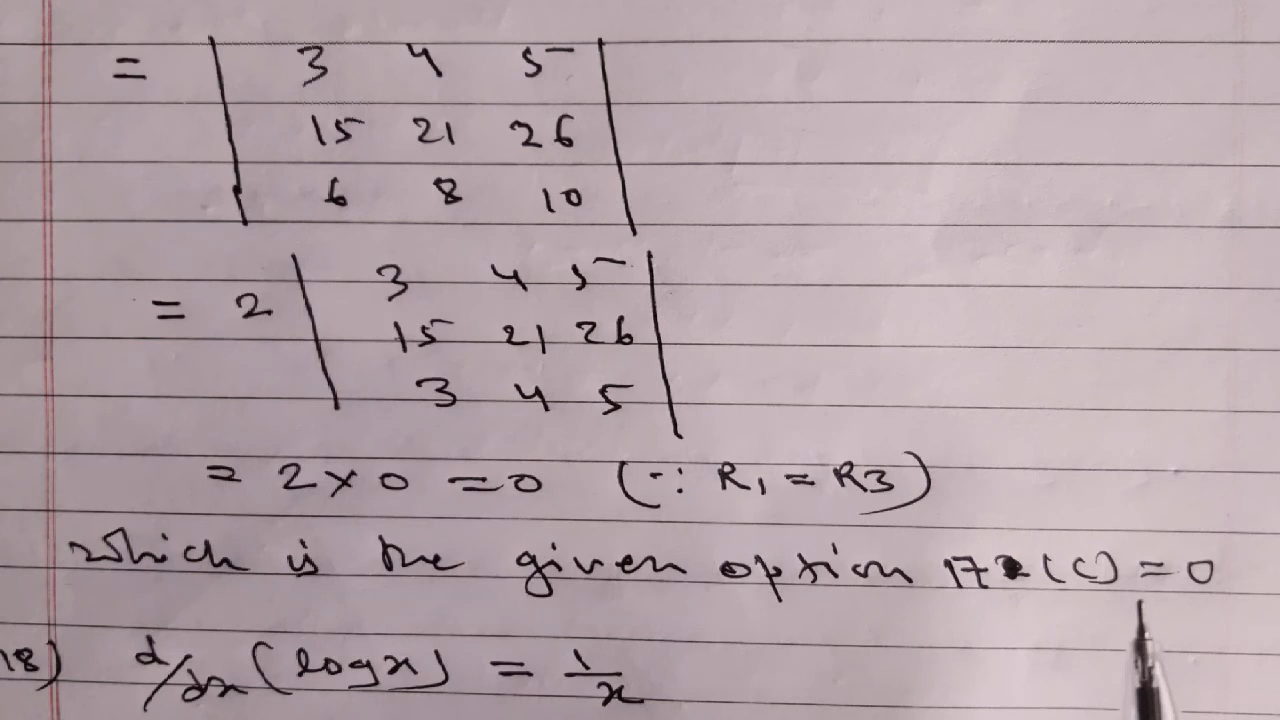 = | 3 4 5 |
| 15 21 26 |
| 6 8 10 |
= 2 | 3 4 5 |
| 15 21 26 |
| 3 4 5 |
= 2 × 0 = 0 (∵ R₁ = R3)
which is the given option 17 (C) = 0
18) d/dx (log x) = 1/x